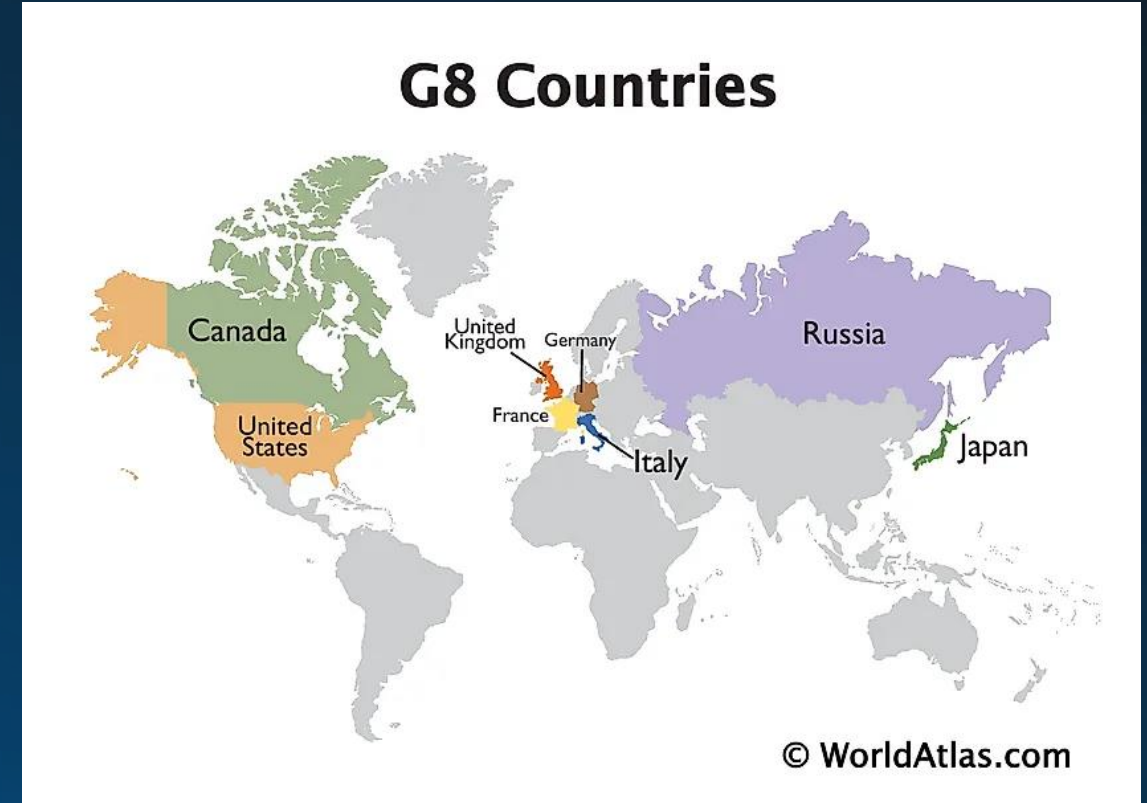 G8 Countries
Canada
United
States
United
Kingdom
Germany
France
Italy
Russia
Japan
© WorldAtlas.com